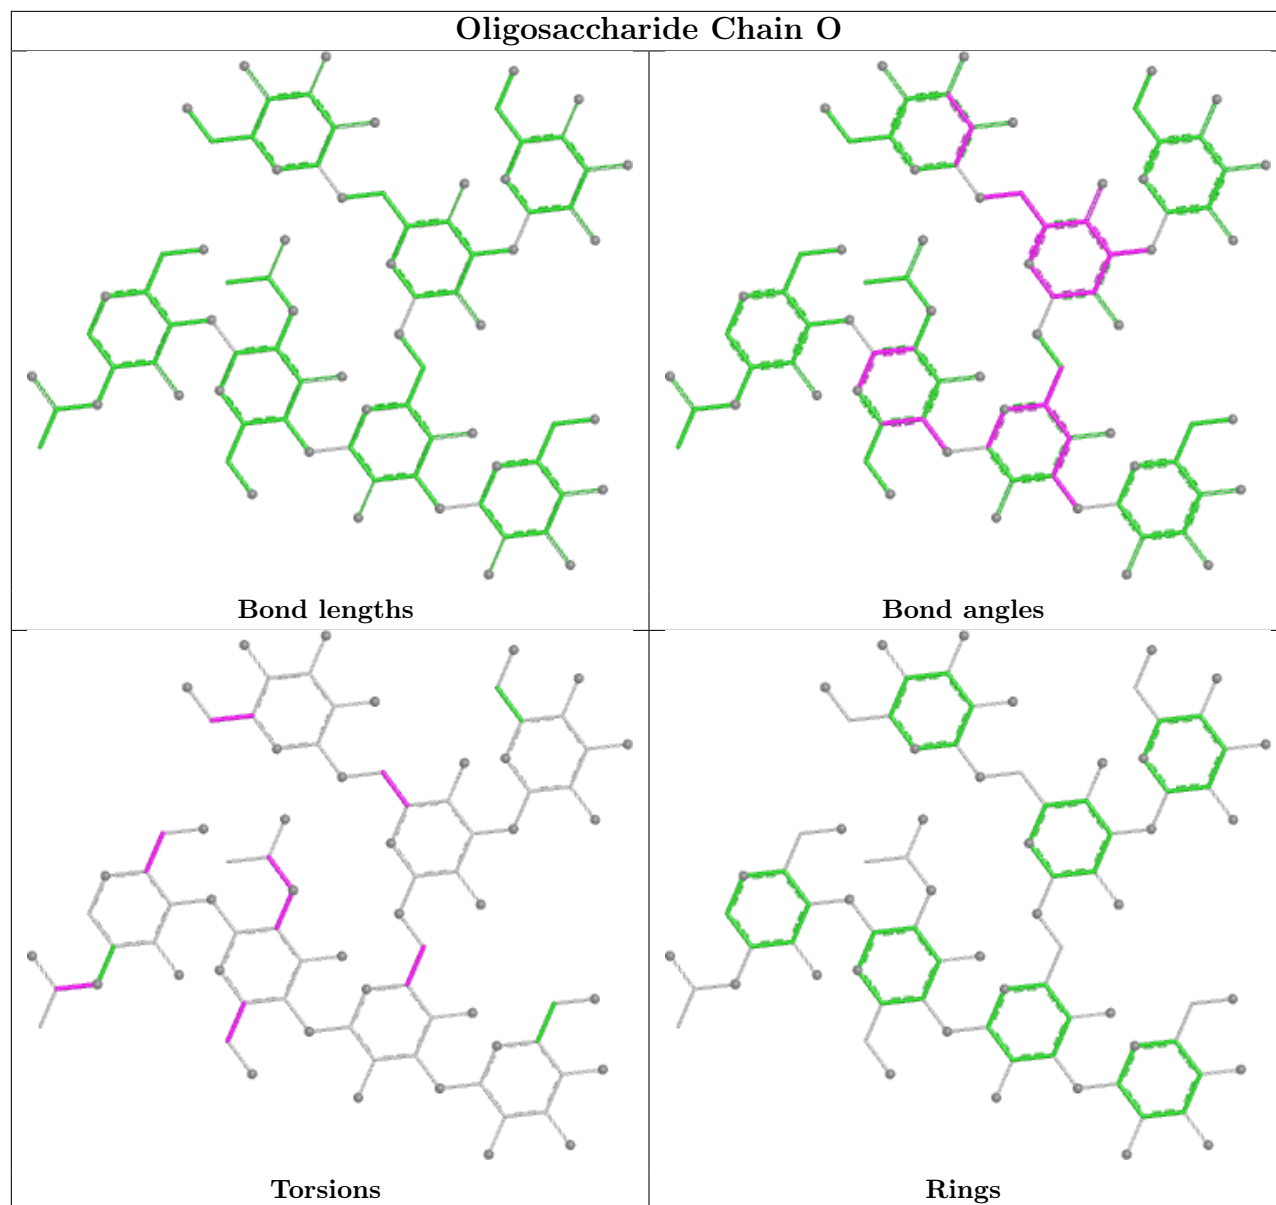 Oligosaccharide Chain O
Bond lengths
Bond angles
Torsions
Rings